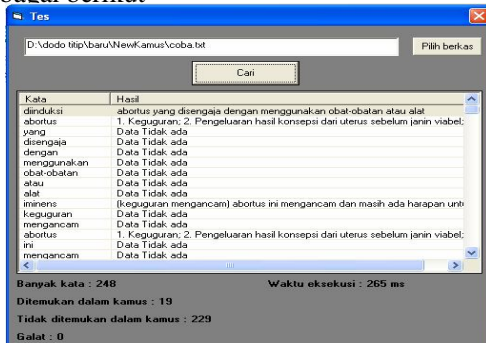 sebagai berikut
Tes
D:\dodo titip\baru\NewKamus\coba.txt
Pilih berkas
Cari
Kata Hasil
diinduksi abortus yang disengaja dengan menggunakan obat-obatan atau alat
abortus 1. Keguguran; 2. Pengeluaran hasil konsepsi dari uterus sebelum janin viabel;
yang Data Tidak ada
disengaja Data Tidak ada
dengan Data Tidak ada
menggunakan Data Tidak ada
obat-obatan Data Tidak ada
atau Data Tidak ada
alat Data Tidak ada
iminens (keguguran mengancam) abortus ini mengancam dan masih ada harapan unt
keguguran Data Tidak ada
mengancam Data Tidak ada
abortus 1. Keguguran; 2. Pengeluaran hasil konsepsi dari uterus sebelum janin viabel;
ini Data Tidak ada
mengancam Data Tidak ada
Banyak kata : 248 Waktu eksekusi : 265 ms
Ditemukan dalam kamus : 19
Tidak ditemukan dalam kamus : 229
Galat : 0